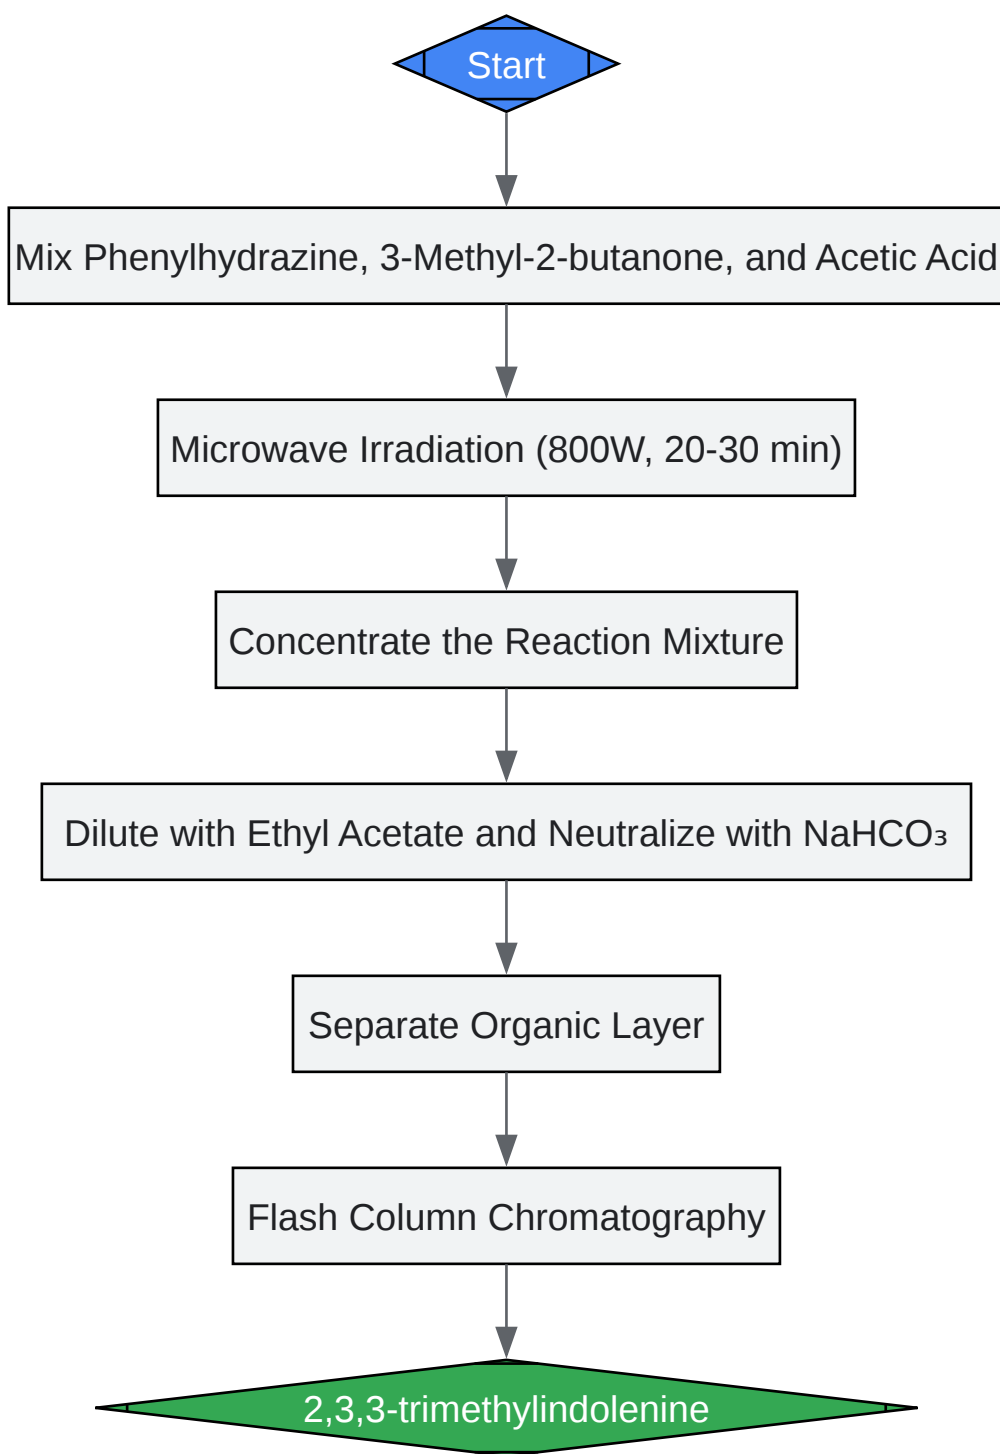 Start
Mix Phenylhydrazine, 3-Methyl-2-butanone, and Acetic Acid
Microwave Irradiation (800W, 20-30 min)
Concentrate the Reaction Mixture
Dilute with Ethyl Acetate and Neutralize with NaHCO₃
Separate Organic Layer
Flash Column Chromatography
2,3,3-trimethylindolenine